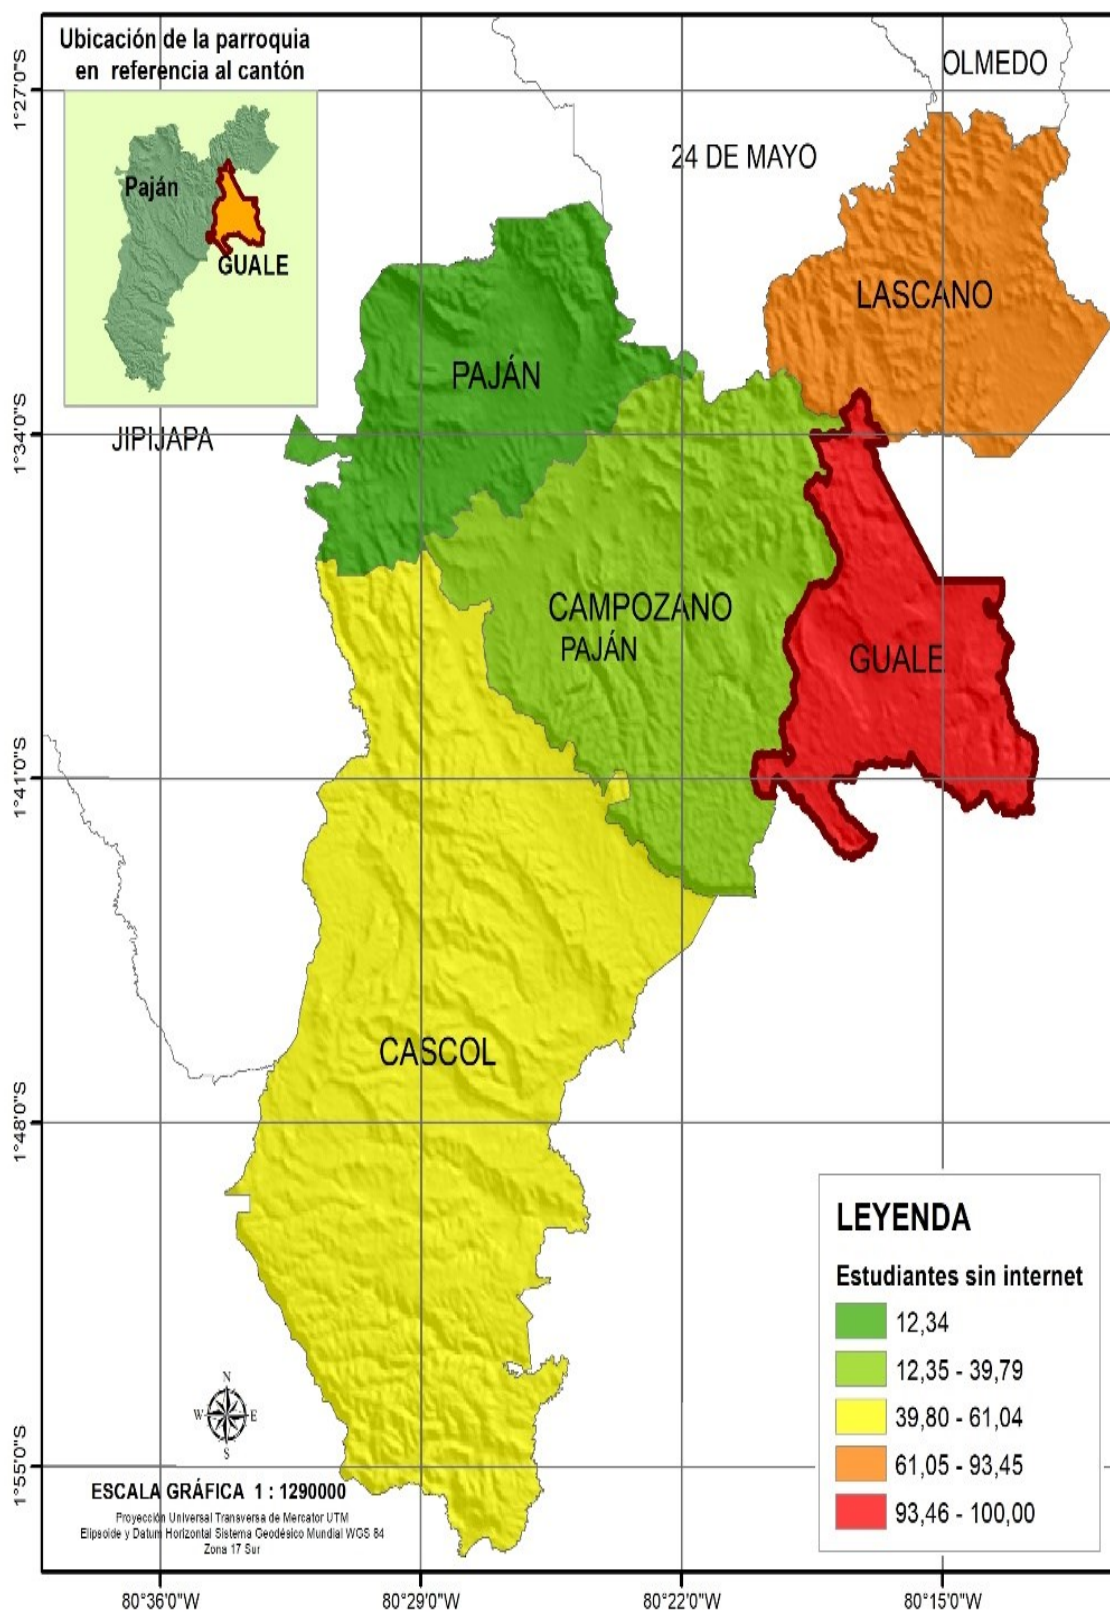 Ubicación de la parroquia
en referencia al cantón
Paján
GUALE
OLMEDO
24 DE MAYO
LASCANO
PAJÁN
JIPIJAPA
CAMPOZANO
PAJÁN
GUALE
CASCOL
1°27'0"S
1°34'0"S
1°41'0"S
1°48'0"S
1°55'0"S
LEYENDA
Estudiantes sin internet
12,34
12,35 - 39,79
39,80 - 61,04
61,05 - 93,45
93,46 - 100,00
N
W E
S
ESCALA GRÁFICA 1 : 1290000
Proyección Universal Transversa de Mercator UTM
Elipsoide y Datum Horizontal Sistema Geodésico Mundial WGS 84
Zona 17 Sur
80°36'0"W
80°29'0"W
80°22'0"W
80°15'0"W